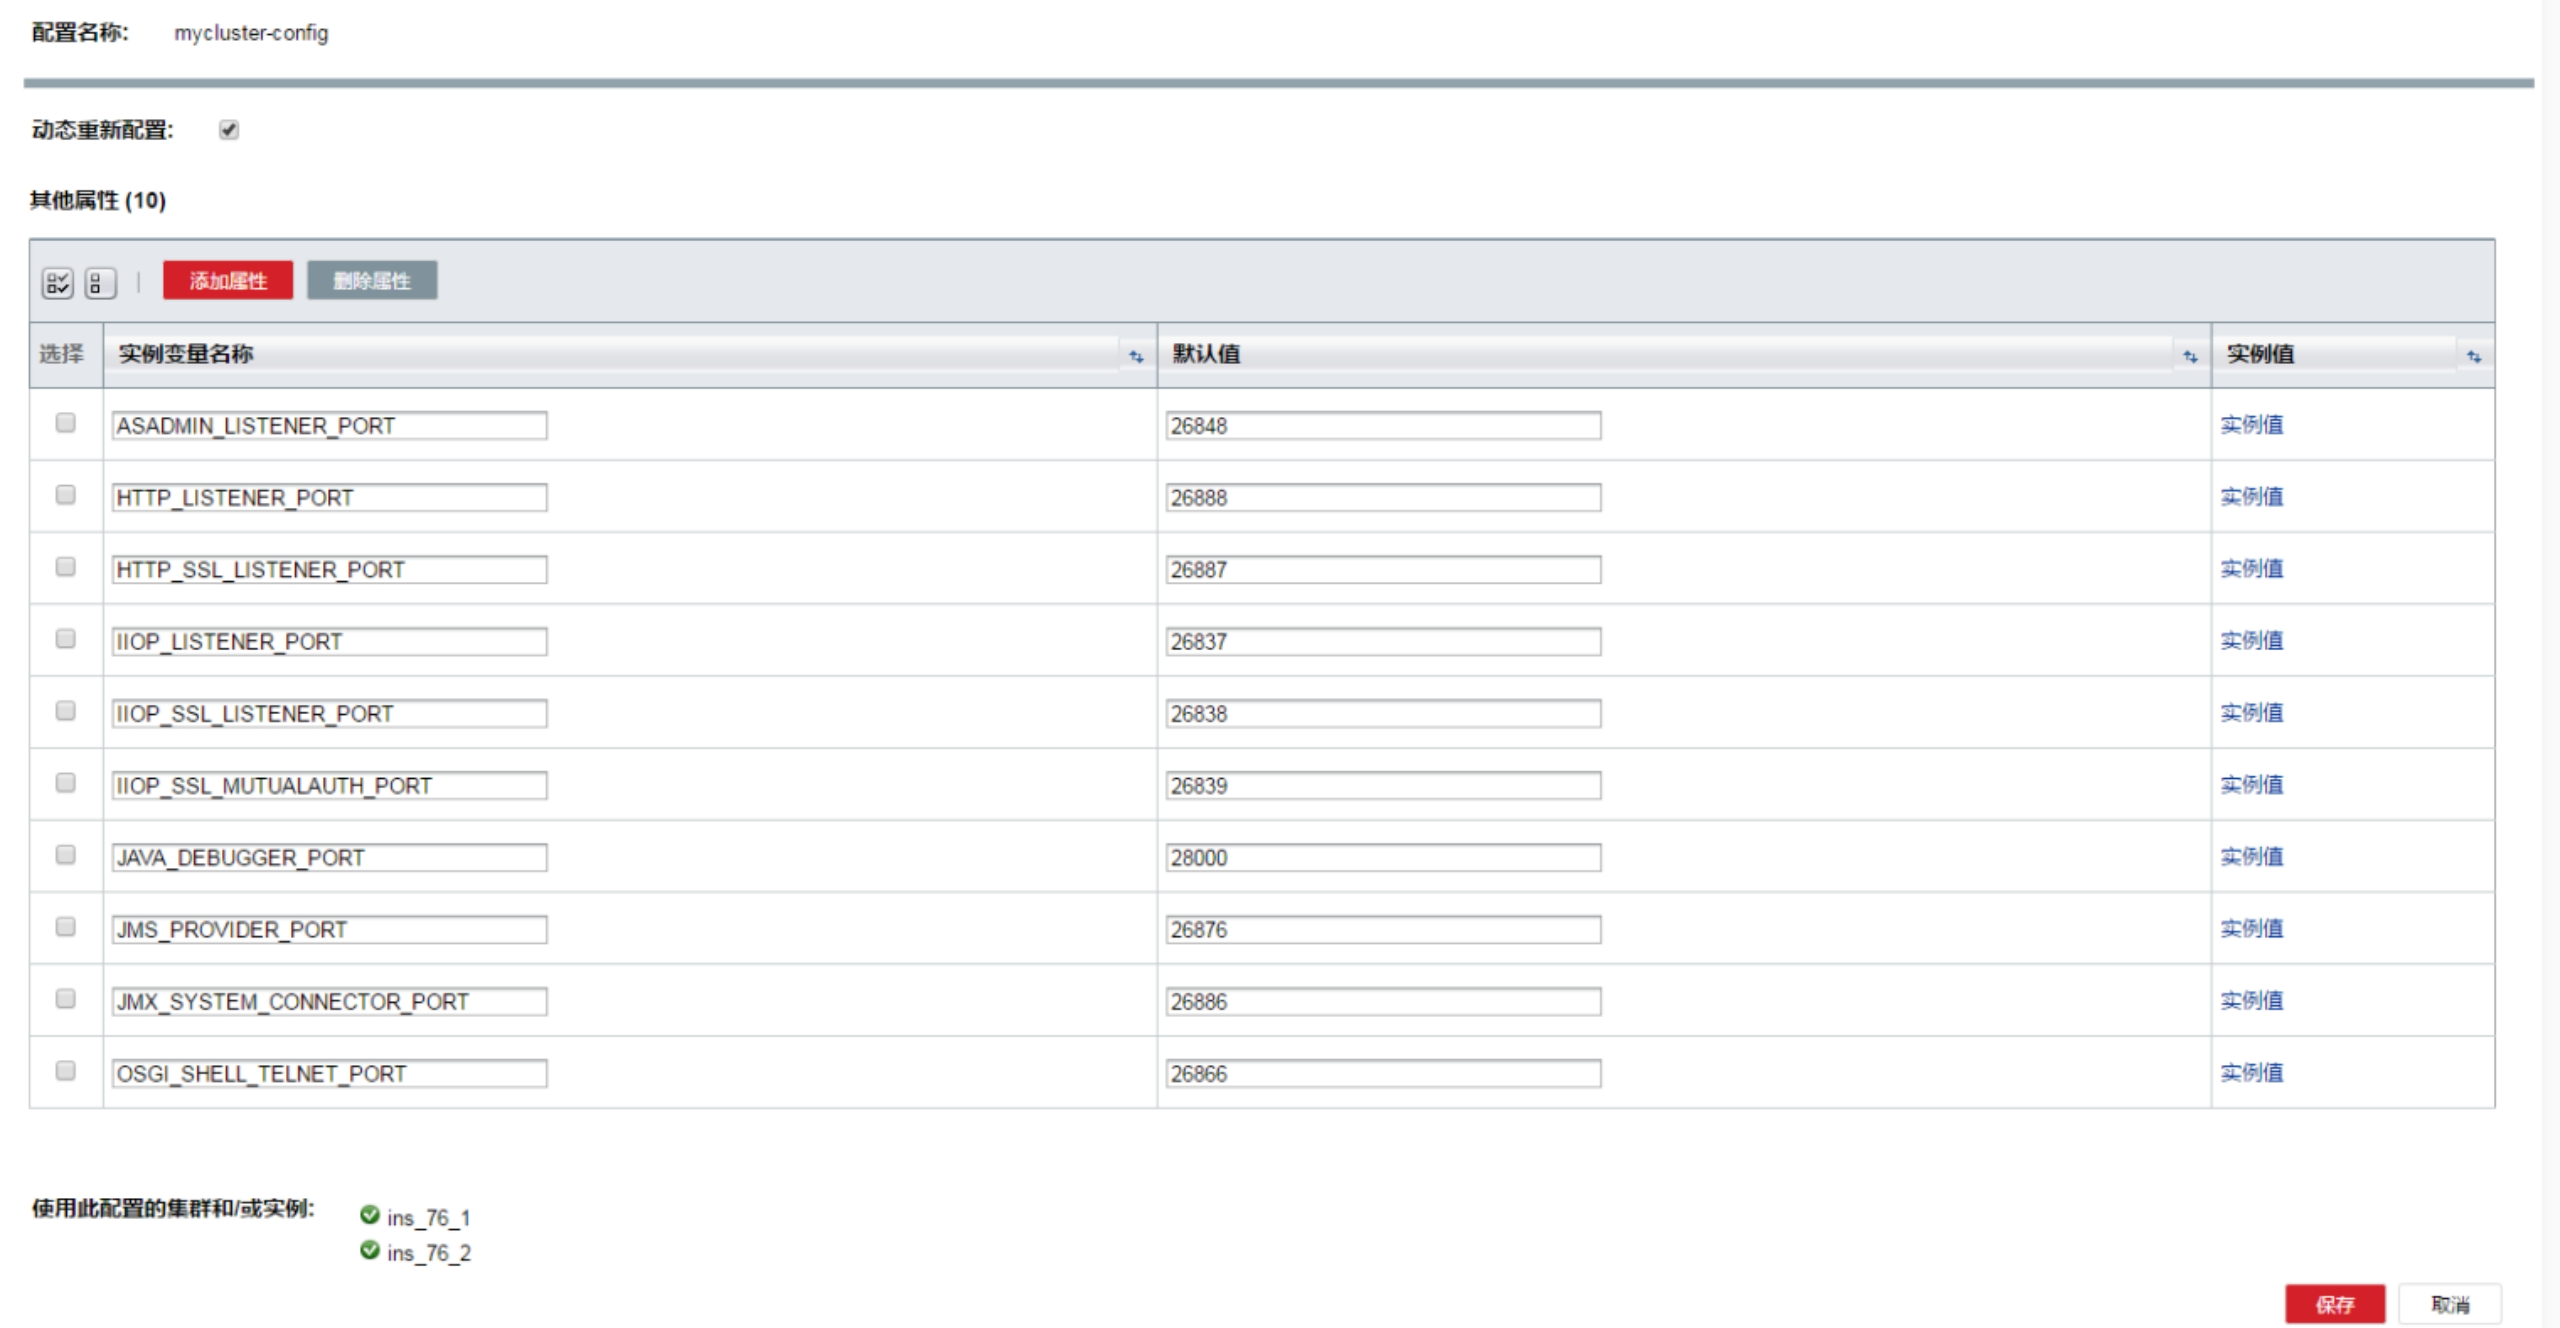 配置名称: mycluster-config
动态重新配置:
其他属性 (10)
添加属性 删除属性
选择 实例变量名称 默认值 实例值
ASADMIN_LISTENER_PORT 26848 实例值
HTTP_LISTENER_PORT 26888 实例值
HTTP_SSL_LISTENER_PORT 26887 实例值
IIOP_LISTENER_PORT 26837 实例值
IIOP_SSL_LISTENER_PORT 26838 实例值
IIOP_SSL_MUTUALAUTH_PORT 26839 实例值
JAVA_DEBUGGER_PORT 28000 实例值
JMS_PROVIDER_PORT 26876 实例值
JMX_SYSTEM_CONNECTOR_PORT 26886 实例值
OSGI_SHELL_TELNET_PORT 26866 实例值
使用此配置的集群和/或实例: ins_76_1
ins_76_2
保存 取消